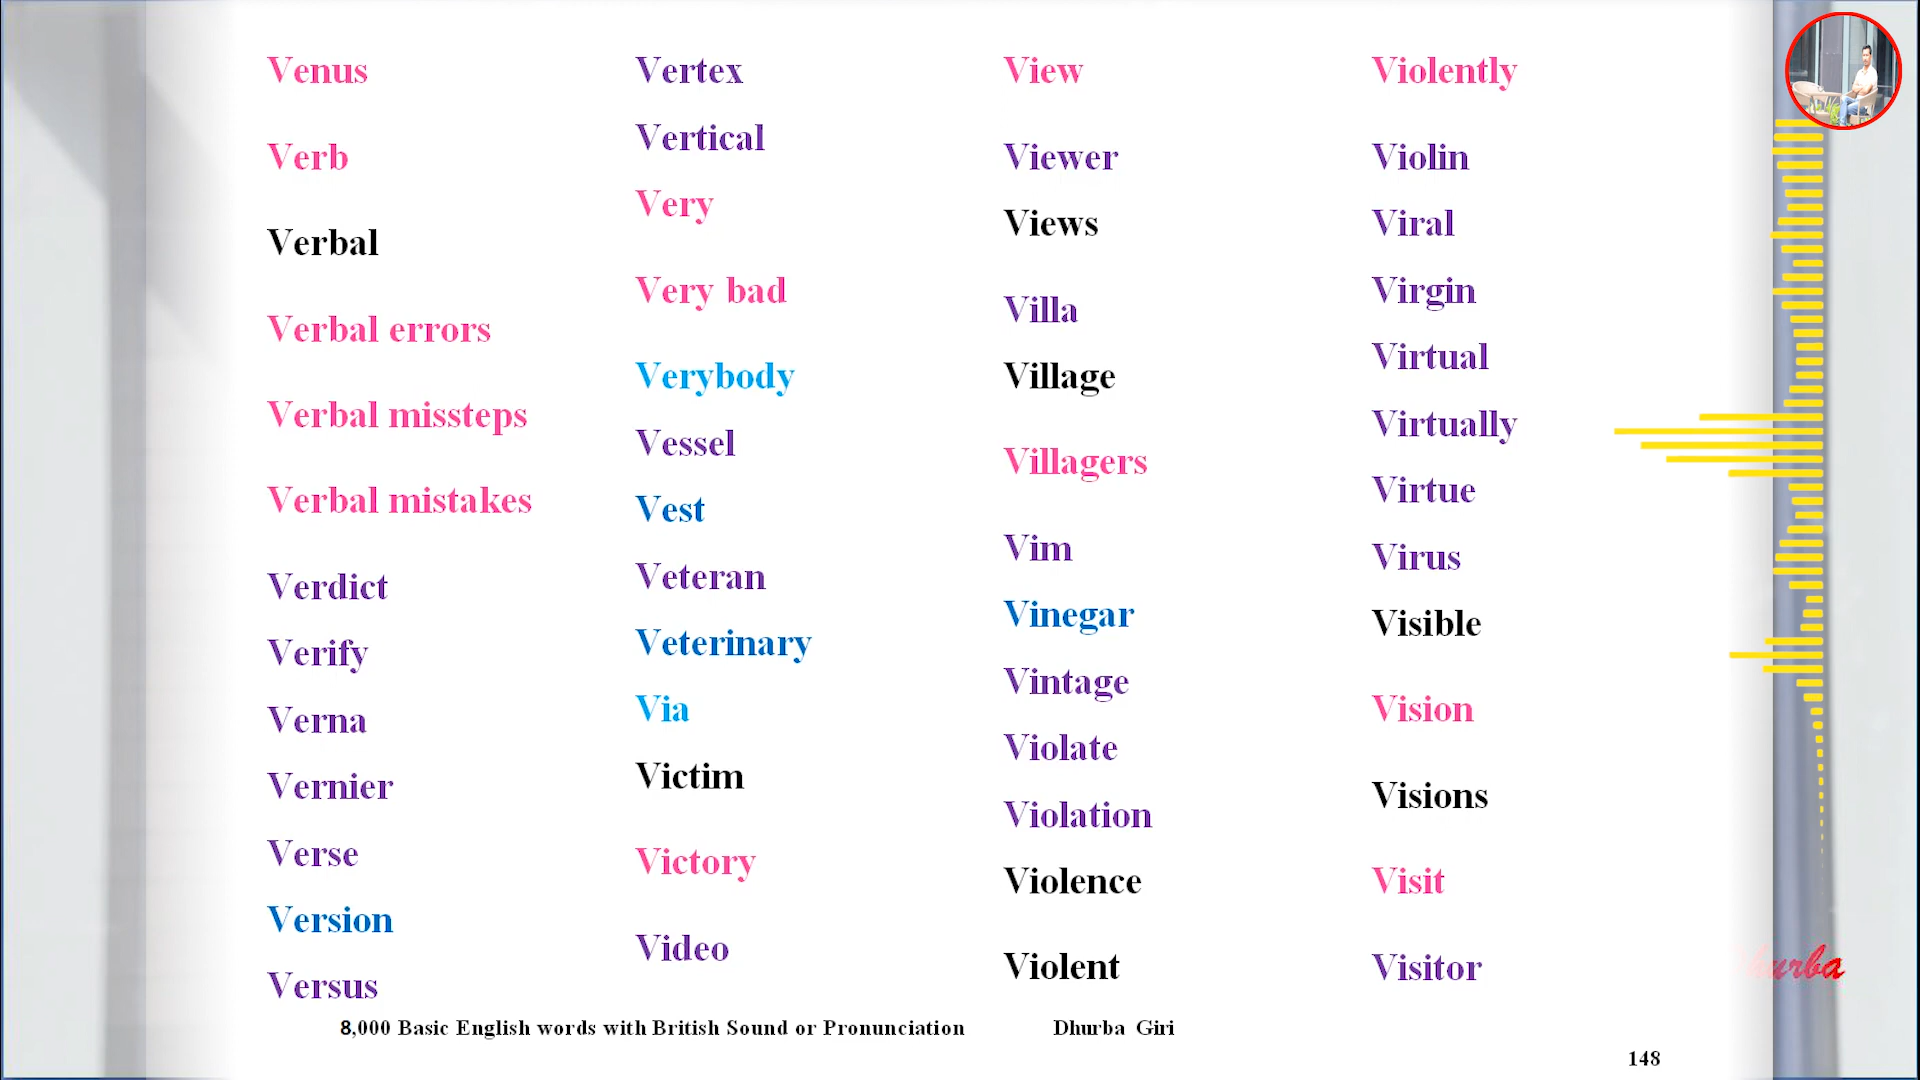 Venus
Verb
Verbal
Verbal errors
Verbal missteps
Verbal mistakes
Verdict
Verify
Verna
Vernier
Verse
Version
Versus
Vertex
Vertical
Very
Very bad
Verybody
Vessel
Vest
Veteran
Veterinary
Via
Victim
Victory
Video
View
Viewer
Views
Villa
Village
Villagers
Vim
Vinegar
Vintage
Violate
Violation
Violence
Violent
Violently
Violin
Viral
Virgin
Virtual
Virtually
Virtue
Virus
Visible
Vision
Visions
Visit
Visitor
8,000 Basic English words with British Sound or Pronunciation Dhurba Giri
148